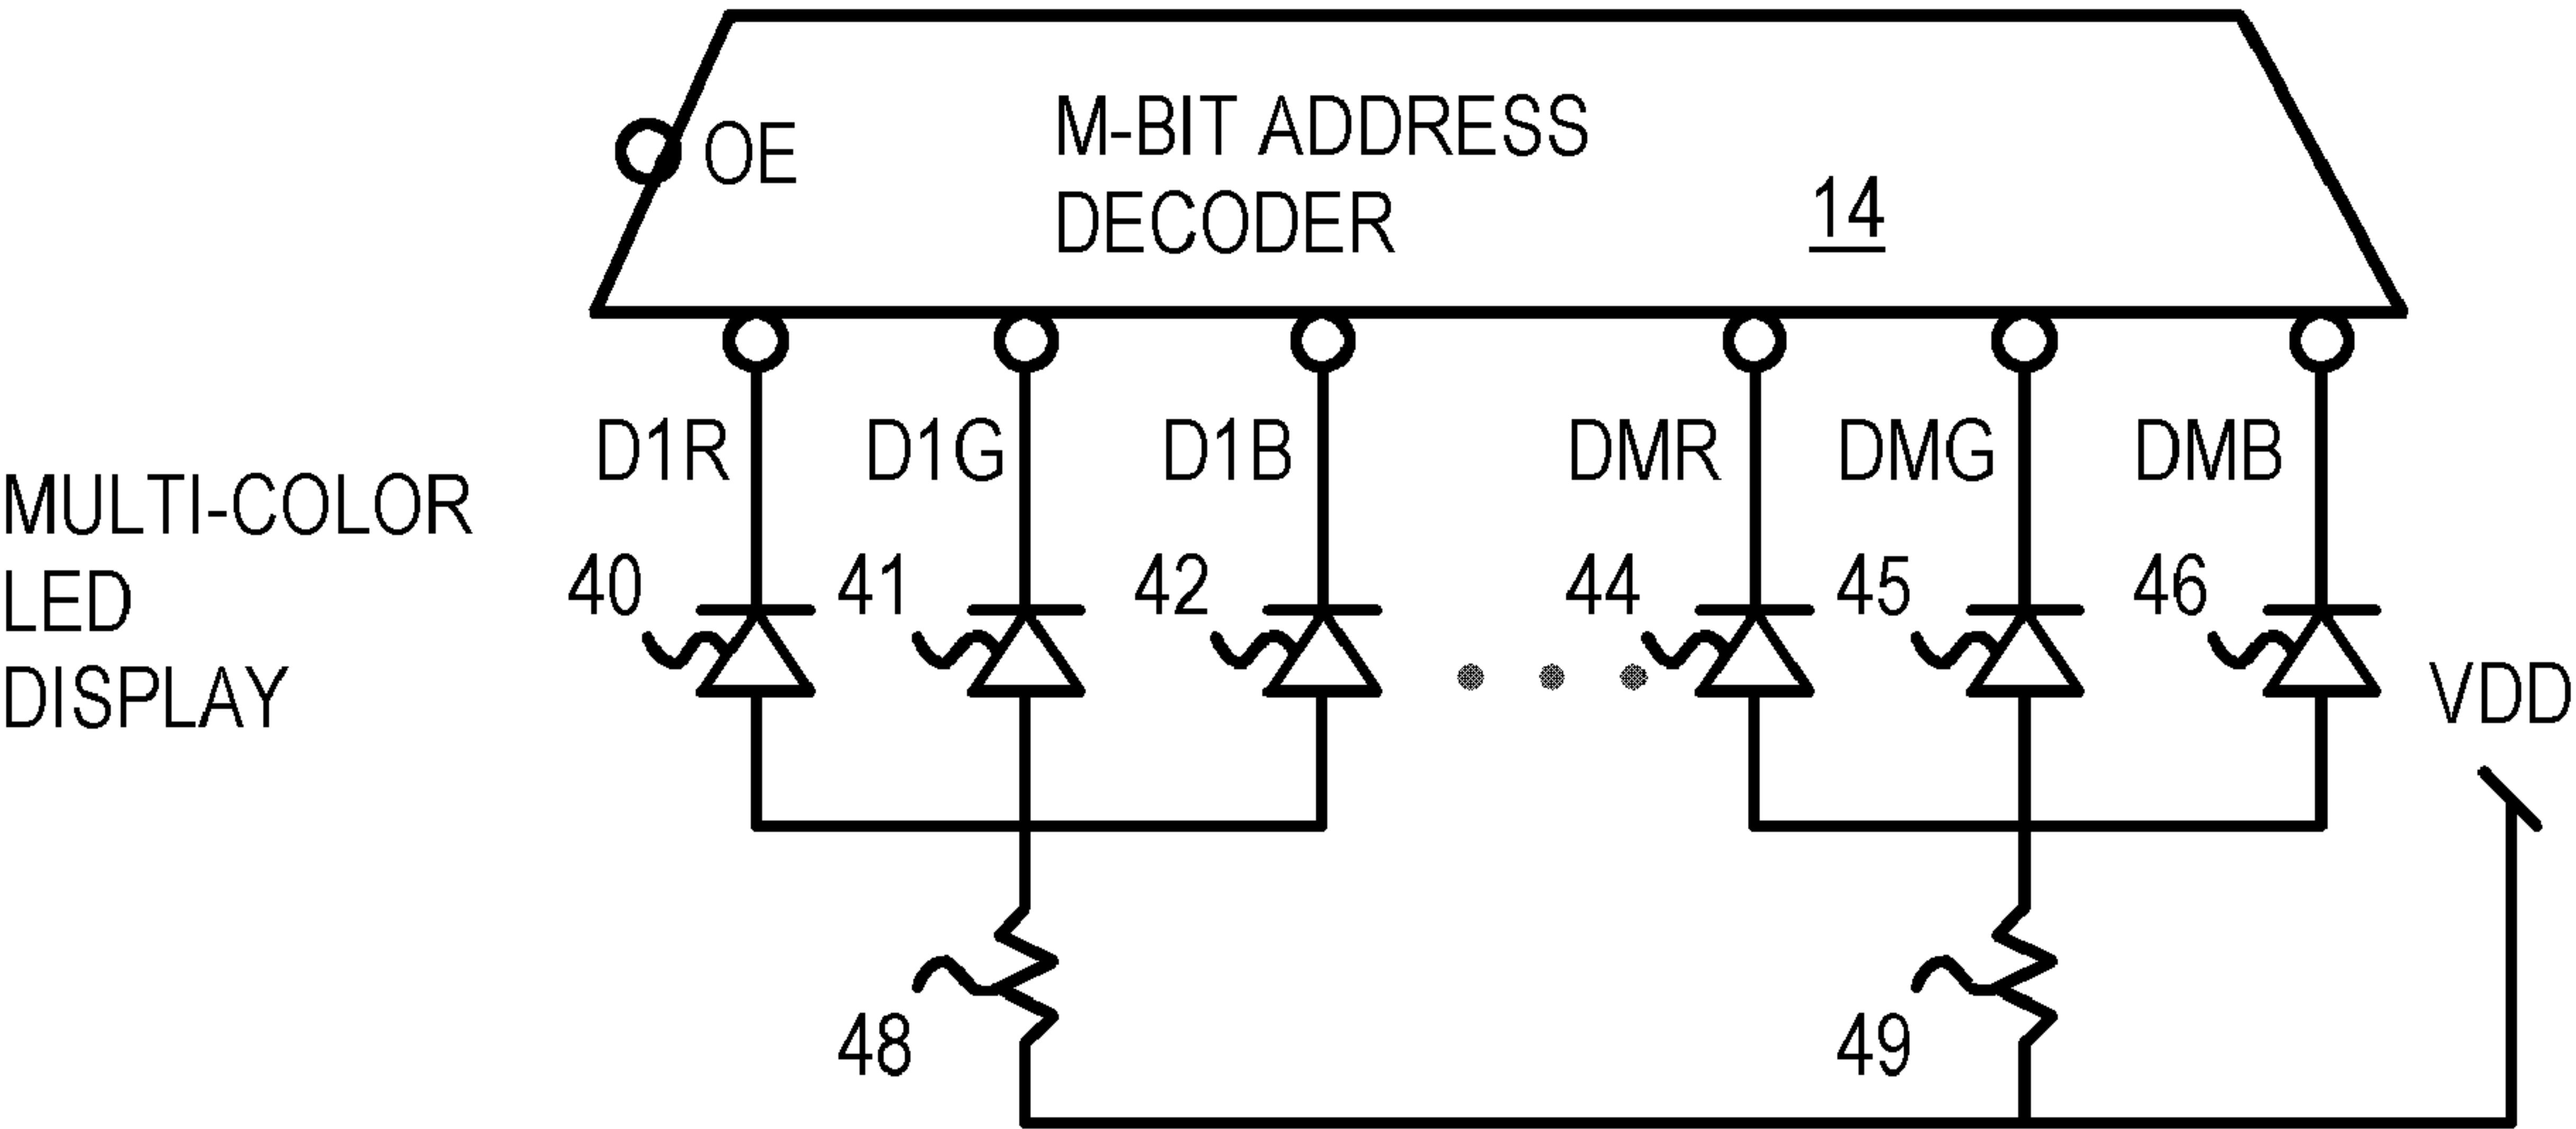 OE
M-BIT ADDRESS
DECODER
14
D1R D1G D1B DMR DMG DMB
MULTI-COLOR
LED
DISPLAY
40 41 42 44 45 46
VDD
48 49